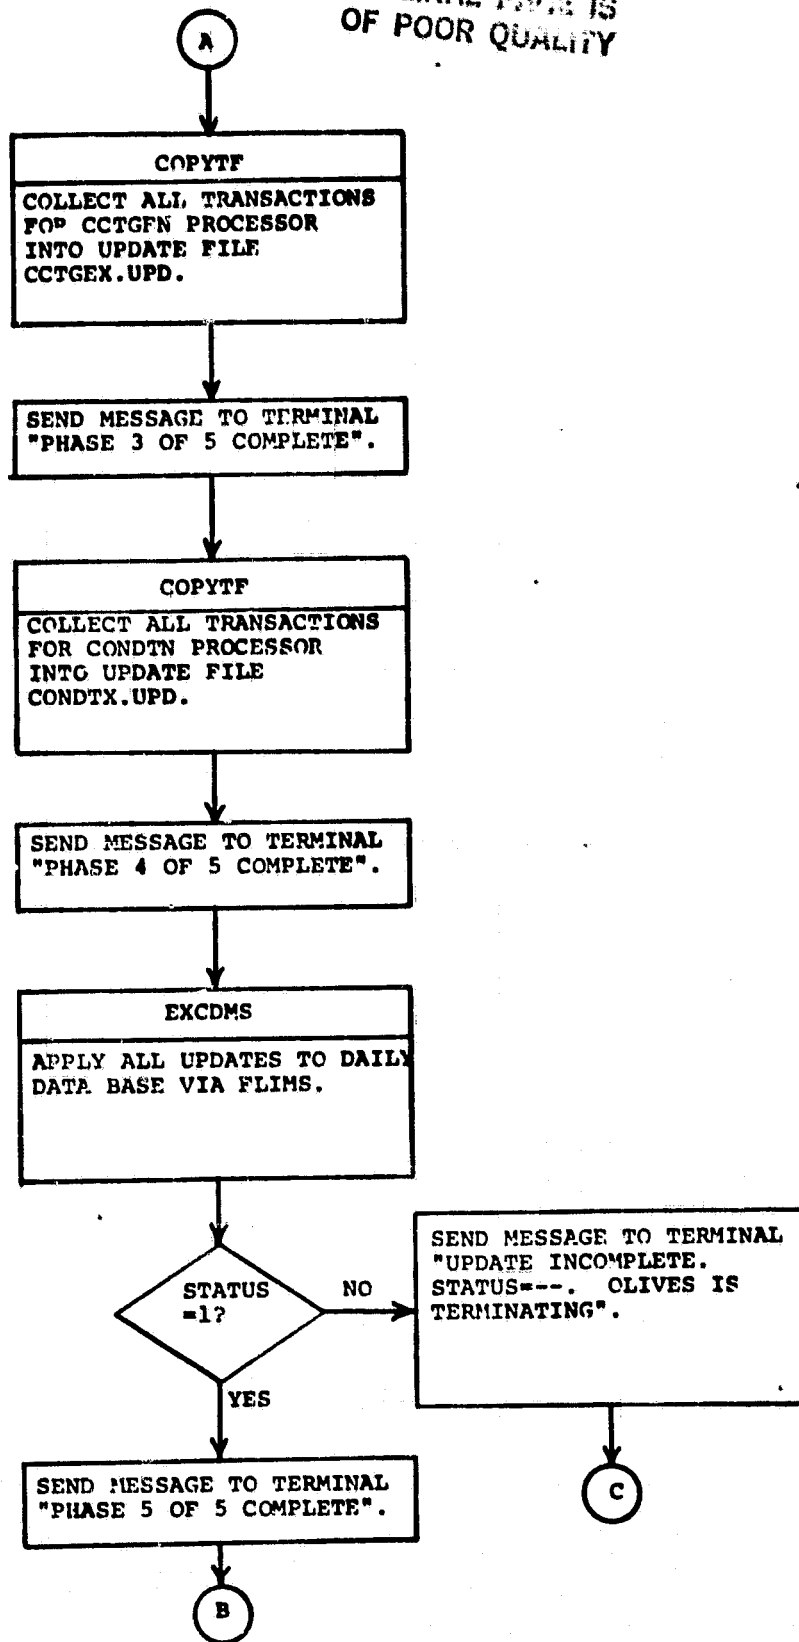 IS
OF POOR QUALITY
A
COPYTF
COLLECT ALL TRANSACTIONS
FOR CCTGFN PROCESSOR
INTO UPDATE FILE
CCTGEX.UPD.
SEND MESSAGE TO TERMINAL
"PHASE 3 OF 5 COMPLETE".
COPYTF
COLLECT ALL TRANSACTIONS
FOR CONDTN PROCESSOR
INTO UPDATE FILE
CONDTX.UPD.
SEND MESSAGE TO TERMINAL
"PHASE 4 OF 5 COMPLETE".
EXCDMS
APPLY ALL UPDATES TO DAILY
DATA BASE VIA FLIMS.
STATUS
=1?
NO
SEND MESSAGE TO TERMINAL
"UPDATE INCOMPLETE.
STATUS=--. OLIVES IS
TERMINATING".
YES
SEND MESSAGE TO TERMINAL
"PHASE 5 OF 5 COMPLETE".
C
B